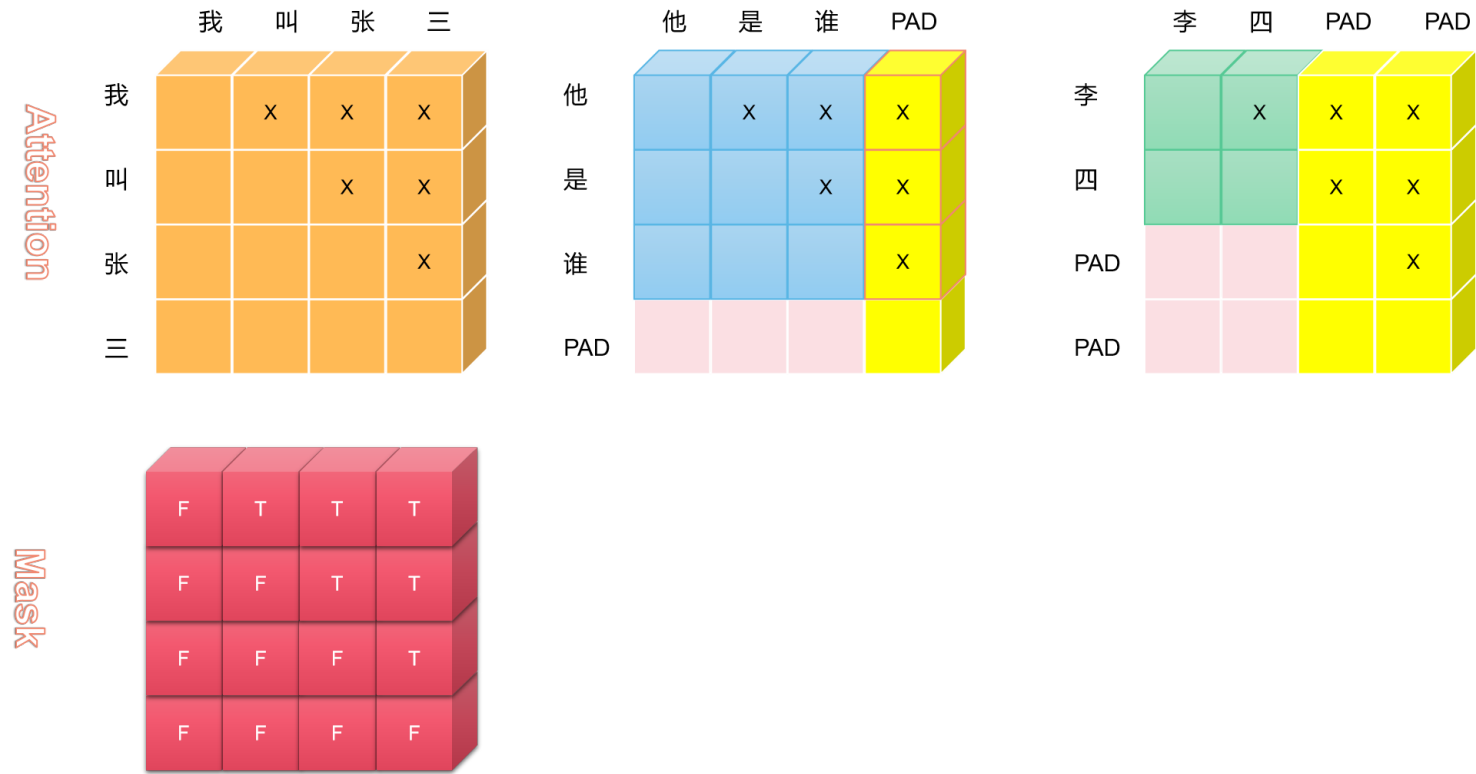 我 叫 张 三
他 是 谁 PAD
李 四 PAD PAD
Attention
我 X X X
叫 X X
张 X
三
他 X X X
是 X X
谁 X
PAD
李 X X X
四 X X
PAD X
PAD
Mask
F T T T
F F T T
F F F T
F F F F